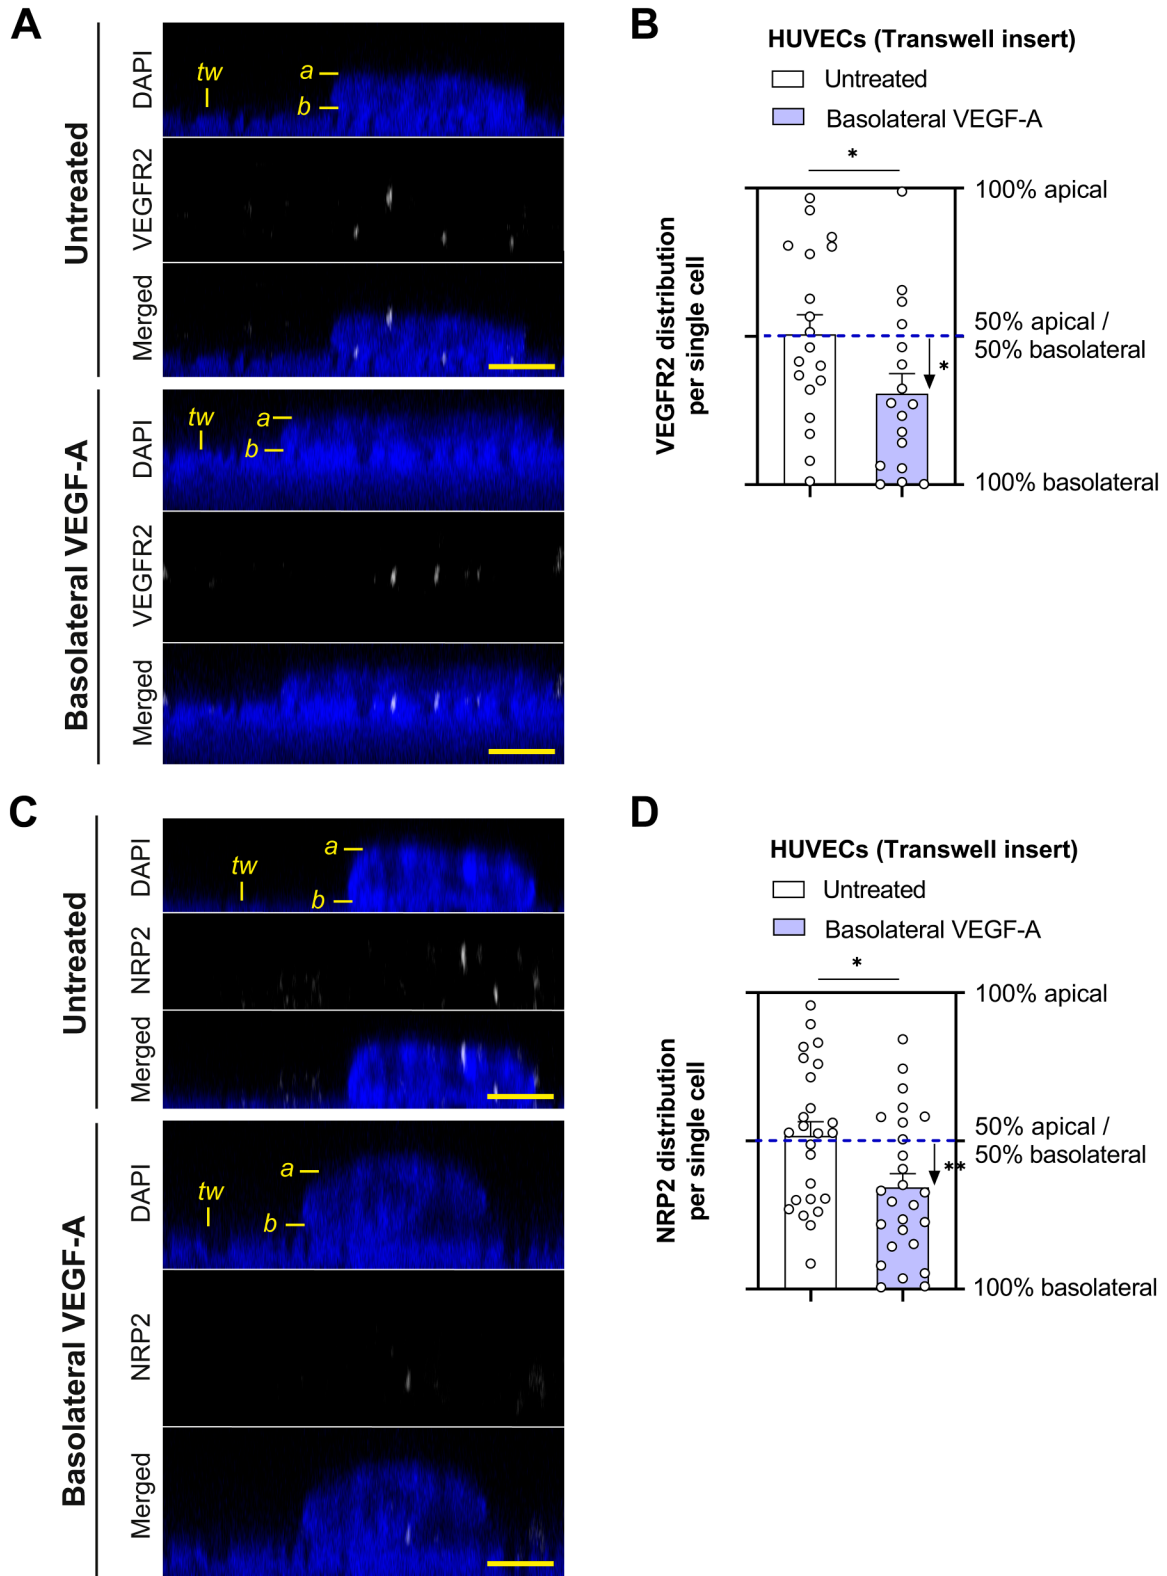 A
Untreated
DAPI
tw
a
b
VEGFR2
Merged
Basolateral VEGF-A
DAPI
tw
a
b
VEGFR2
Merged
B
HUVECs (Transwell insert)
Untreated
Basolateral VEGF-A
*
VEGFR2 distribution
per single cell
100% apical
50% apical /
50% basolateral
*
100% basolateral
C
Untreated
DAPI
tw
a
b
NRP2
Merged
Basolateral VEGF-A
DAPI
tw
a
b
NRP2
Merged
D
HUVECs (Transwell insert)
Untreated
Basolateral VEGF-A
*
NRP2 distribution
per single cell
100% apical
50% apical /
50% basolateral
**
100% basolateral